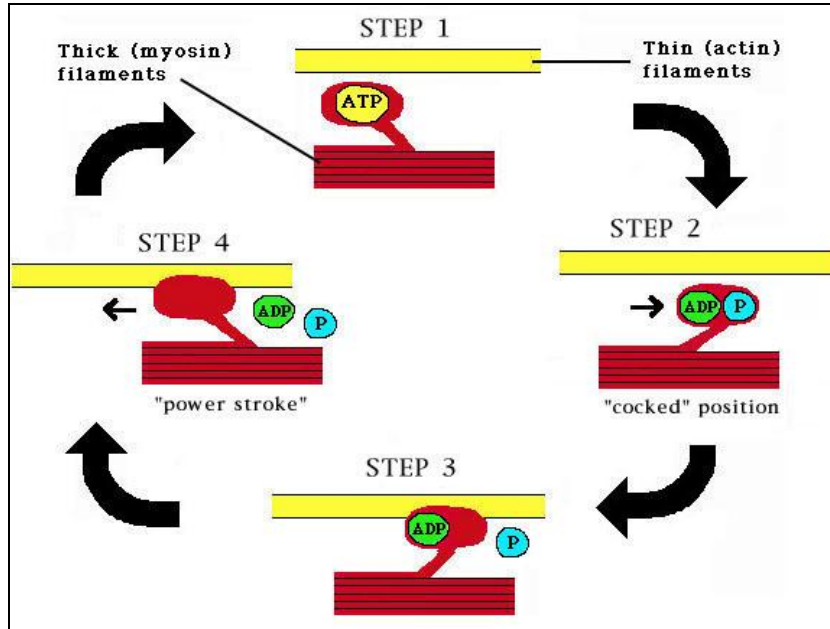 STEP 1
Thick (myosin)
filaments
Thin (actin)
filaments
ATP
STEP 2
ADP
P
"cocked" position
STEP 3
ADP
P
STEP 4
ADP
P
"power stroke"